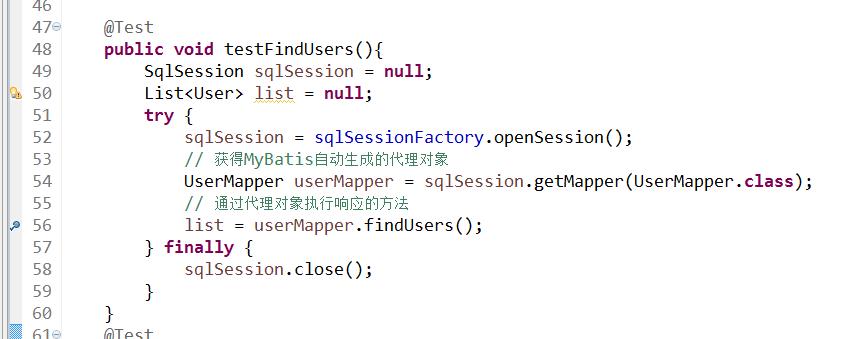 46
47 @Test
48 public void testFindUsers(){
49 SqlSession sqlSession = null;
50 List<User> list = null;
51 try {
52 sqlSession = sqlSessionFactory.openSession();
53 // 获得MyBatis自动生成的代理对象
54 UserMapper userMapper = sqlSession.getMapper(UserMapper.class);
55 // 通过代理对象执行响应的方法
56 list = userMapper.findUsers();
57 } finally {
58 sqlSession.close();
59 }
60 }
61 @Test